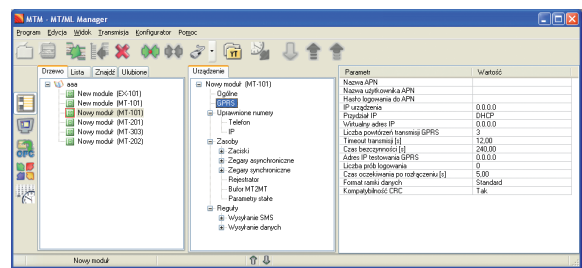 MTM - MT/ML Manager
Program Edycja Widok Transmisja Konfigurator Pomoc
Drzewo Lista Znajdź Ulubione
aaa
New module (EX-101)
New module (MT-101)
Nowy moduł (MT-101)
Nowy moduł (MT-201)
Nowy moduł (MT-303)
Nowy moduł (MT-202)
Urządzenie
Nowy moduł (MT-101)
Ogólne
GPRS
Uprawnione numery
Telefon
IP
Zasoby
Zaciski
Zegary asynchroniczne
Zegary synchroniczne
Rejestrator
Bufor MT2MT
Parametry stałe
Reguły
Wysyłanie SMS
Wysyłanie danych
Parametr Wartość
Nazwa APN
Nazwa użytkownika APN
Hasło logowania do APN
IP urządzenia 0.0.0.0
Przydział IP DHCP
Wirtualny adres IP 0.0.0.0
Liczba powtórzeń transmisji GPRS 3
Timeout transmisji [s] 12,00
Czas bezczynności [s] 240,00
Adres IP testowania GPRS 0.0.0.0
Liczba prób logowania 0
Czas oczekiwania po rozłączeniu [s] 5,00
Format ramki danych Standard
Kompatybilność CRC Tak
Nowy moduł